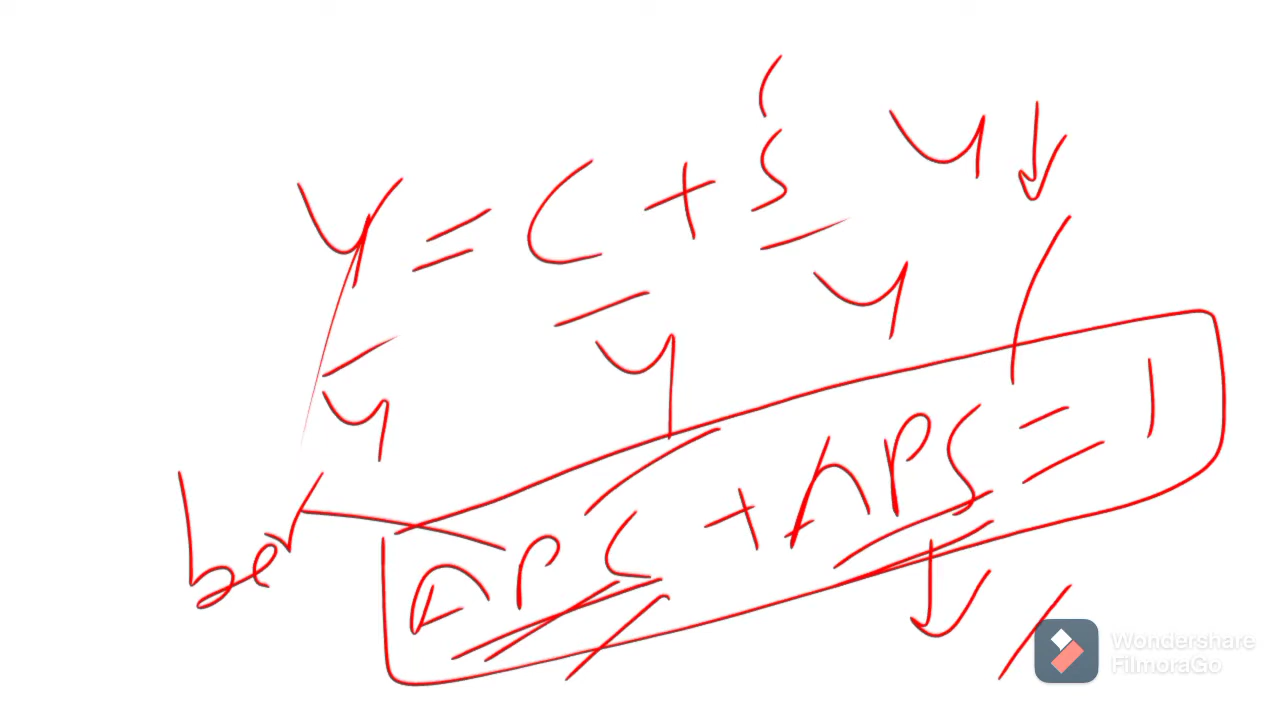 Y = C + S Y ↓
Y Y Y
APC + APS = 1
Wondershare
FilmoraGo